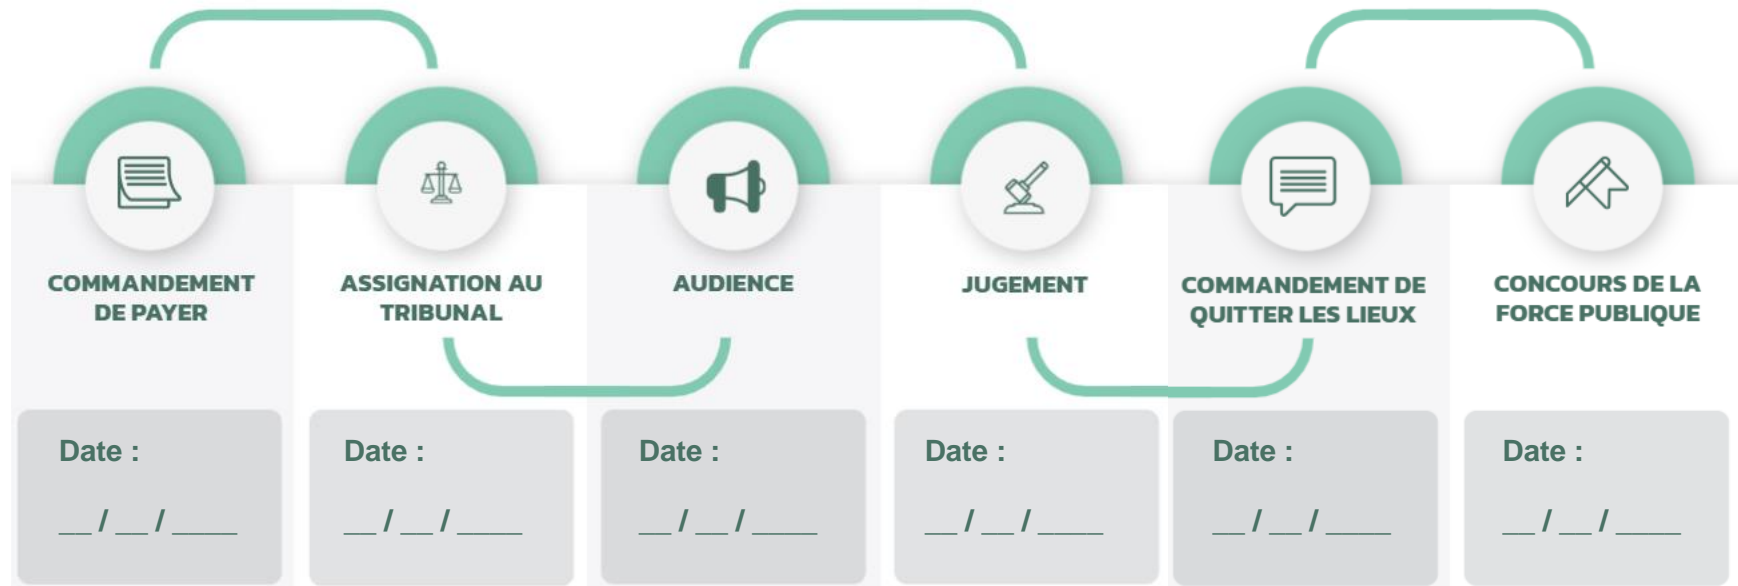 COMMANDEMENT
DE PAYER
ASSIGNATION AU
TRIBUNAL
AUDIENCE
JUGEMENT
COMMANDEMENT DE
QUITTER LES LIEUX
CONCOURS DE LA
FORCE PUBLIQUE
Date :
__ / __ / ____
Date :
__ / __ / ____
Date :
__ / __ / ____
Date :
__ / __ / ____
Date :
__ / __ / ____
Date :
__ / __ / ____